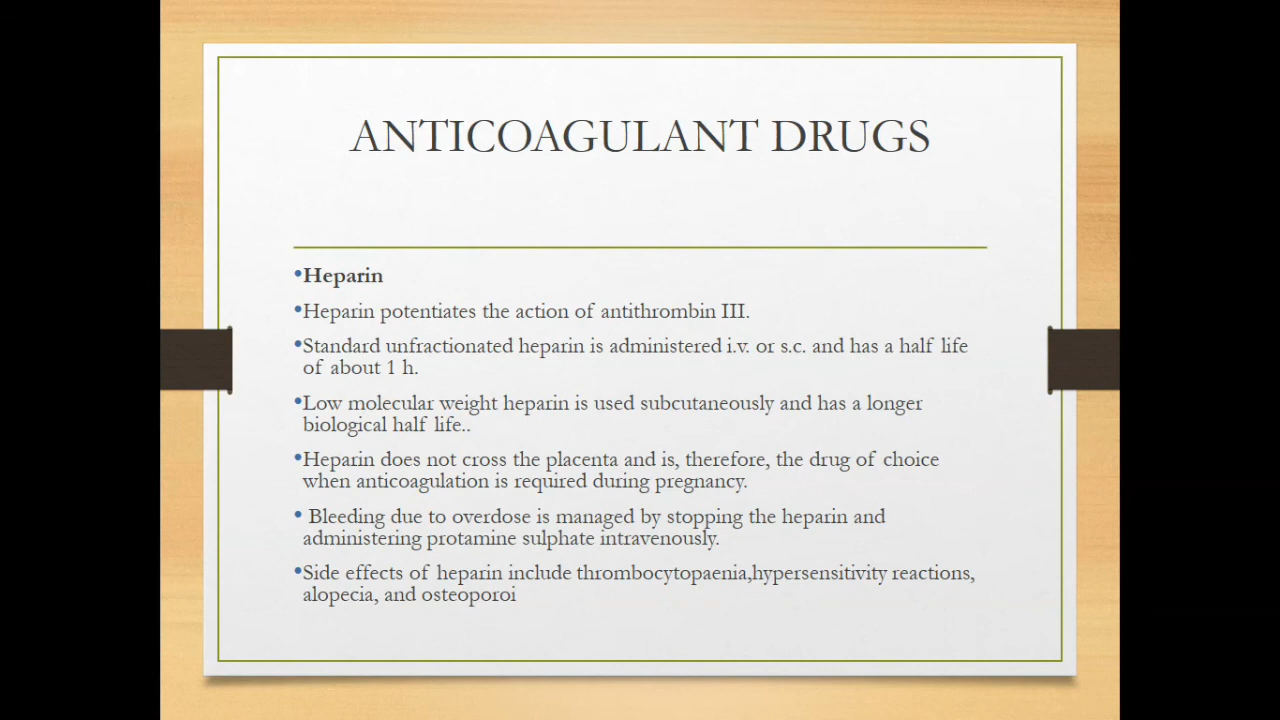 ANTICOAGULANT DRUGS
•Heparin
•Heparin potentiates the action of antithrombin III.
•Standard unfractionated heparin is administered i.v. or s.c. and has a half life
of about 1 h.
•Low molecular weight heparin is used subcutaneously and has a longer
biological half life..
•Heparin does not cross the placenta and is, therefore, the drug of choice
when anticoagulation is required during pregnancy.
• Bleeding due to overdose is managed by stopping the heparin and
administering protamine sulphate intravenously.
•Side effects of heparin include thrombocytopaenia,hypersensitivity reactions,
alopecia, and osteoporoi